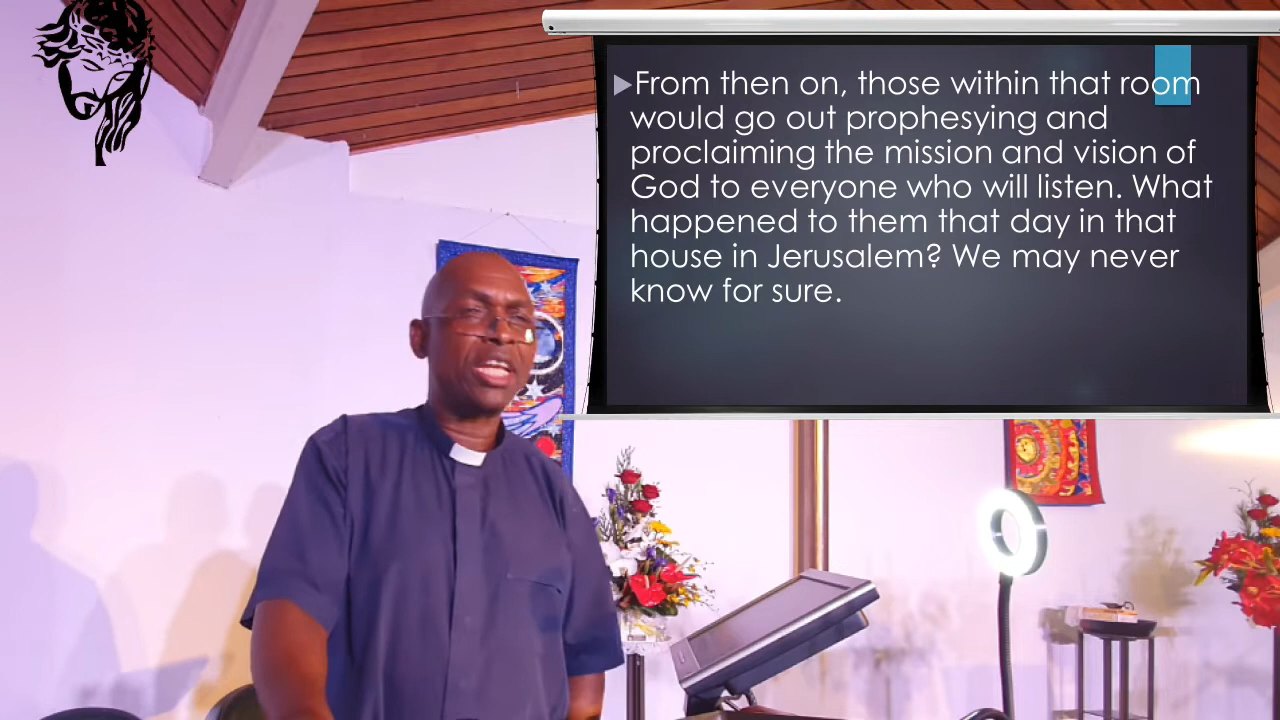 From then on, those within that room
would go out prophesying and
proclaiming the mission and vision of
God to everyone who will listen. What
happened to them that day in that
house in Jerusalem? We may never
know for sure.